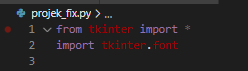 projek_fix.py > ...
1 from tkinter import *
2 import tkinter.font